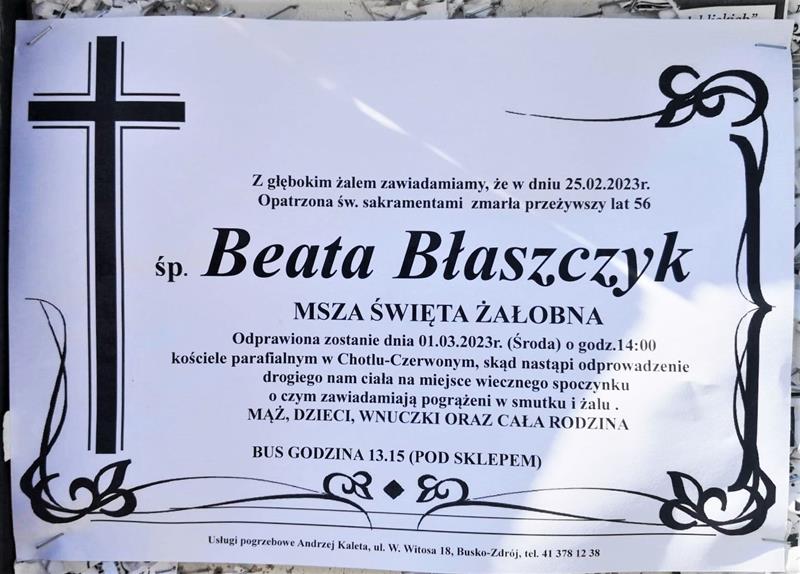 Z głębokim żalem zawiadamiamy, że w dniu 25.02.2023r.
Opatrzona św. sakramentami zmarła przeżywszy lat 56
śp. Beata Błaszczyk
MSZA ŚWIĘTA ŻAŁOBNA
Odprawiona zostanie dnia 01.03.2023r. (Środa) o godz.14:00
kościele parafialnym w Chotlu-Czerwonym, skąd nastąpi odprowadzenie
drogiego nam ciała na miejsce wiecznego spoczynku
o czym zawiadamiają pogrążeni w smutku i żalu .
MĄŻ, DZIECI, WNUCZKI ORAZ CAŁA RODZINA
BUS GODZINA 13.15 (POD SKLEPEM)
Usługi pogrzebowe Andrzej Kaleta, ul. W. Witosa 18, Busko-Zdrój, tel. 41 378 12 38